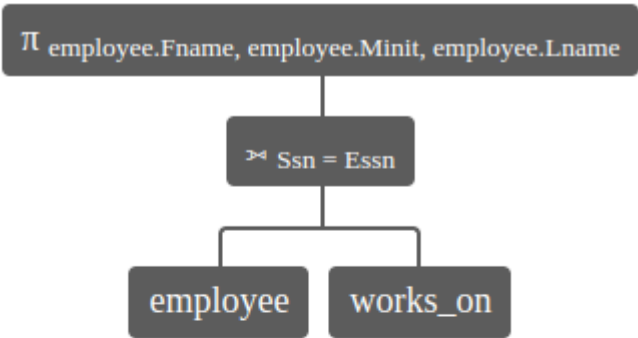 π employee.Fname, employee.Minit, employee.Lname
⋈ Ssn = Essn
employee
works_on